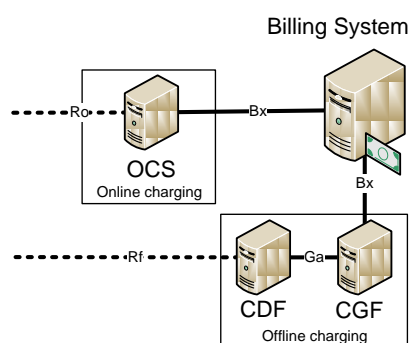 Billing System
Ro
Bx
OCS
Online charging
Bx
Rf
Ga
CDF
CGF
Offline charging